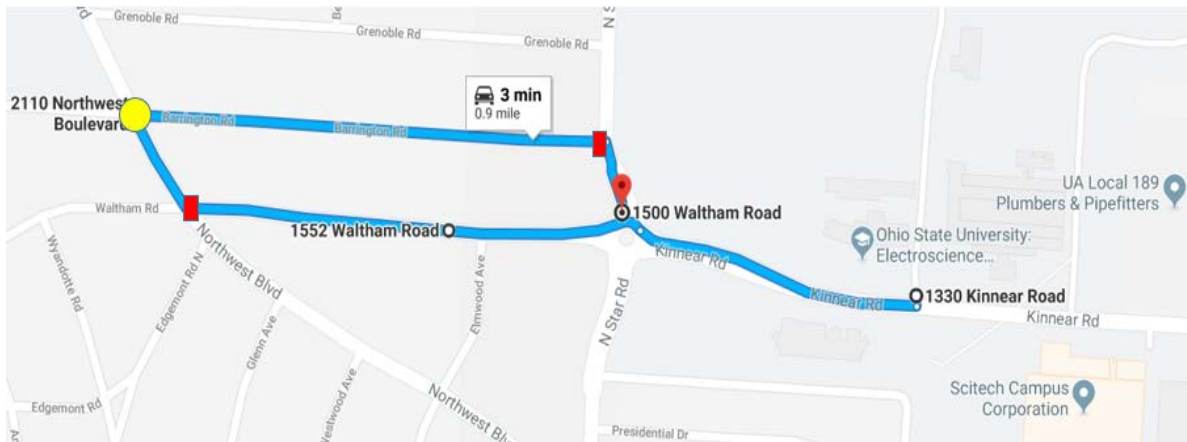 Grenoble Rd
Grenoble Rd
Grenoble Rd
N S
2110 Northwest
Boulevard
Barrington Rd
Barrington Rd
3 min
0.9 mile
UA Local 189
Plumbers & Pipefitters
Waltham Rd
1552 Waltham Road
1500 Waltham Road
Ohio State University:
Electroscience...
Wyandotte Rd
Edgemont Rd N
Northwest Blvd
Elmwood Ave
N Star Rd
Kinnear Rd
Kinnear Rd
1330 Kinnear Road
Kinnear Rd
Glenn Ave
Westwood Ave
Northwest Blvd
Edgemont Rd
Scitech Campus
Corporation
Presidential Dr